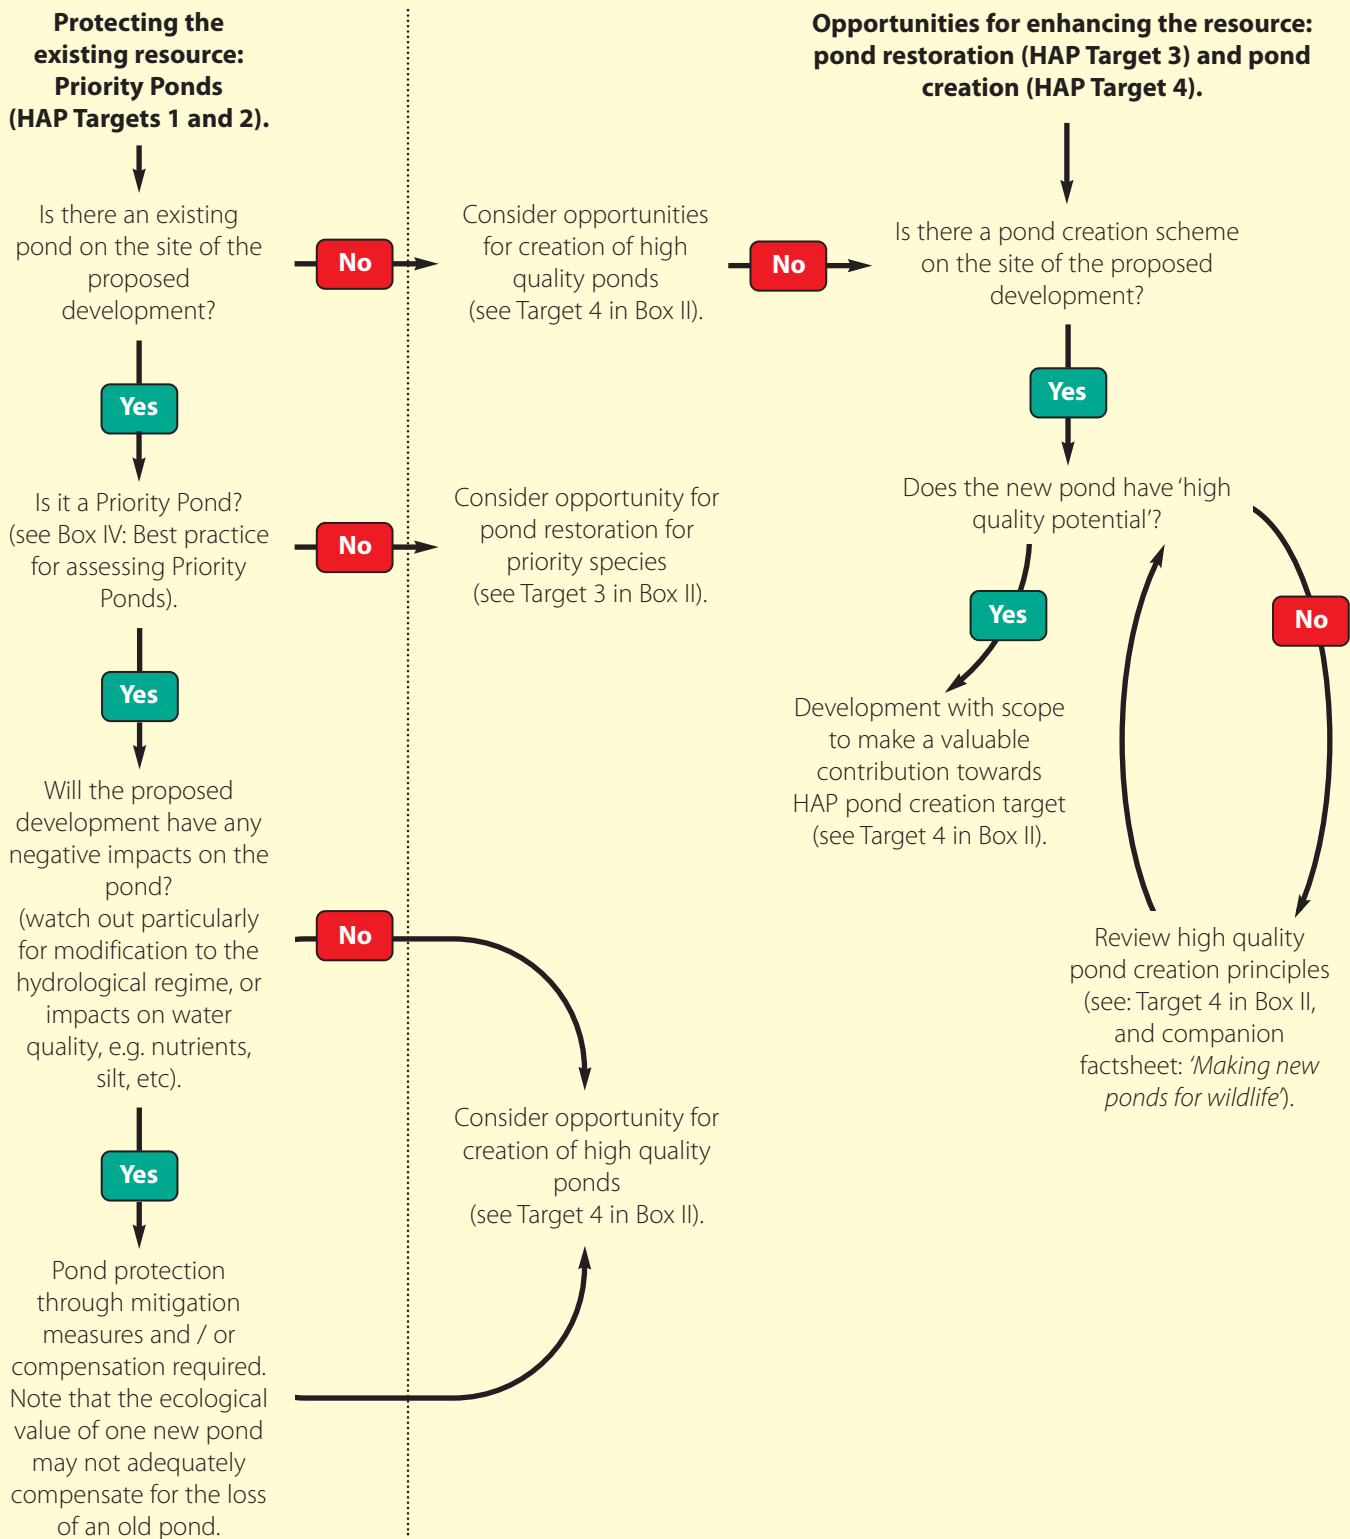 Protecting the
existing resource:
Priority Ponds
(HAP Targets 1 and 2).
Is there an existing
pond on the site of the
proposed
development?
Yes
Is it a Priority Pond?
(see Box IV: Best practice
for assessing Priority
Ponds).
Yes
Will the proposed
development have any
negative impacts on the
pond?
(watch out particularly
for modification to the
hydrological regime, or
impacts on water
quality, e.g. nutrients,
silt, etc).
Yes
Pond protection
through mitigation
measures and / or
compensation required.
Note that the ecological
value of one new pond
may not adequately
compensate for the loss
of an old pond.
No
Consider opportunities
for creation of high
quality ponds
(see Target 4 in Box II).
No
No
Consider opportunity for
pond restoration for
priority species
(see Target 3 in Box II).
No
Consider opportunity for
creation of high quality
ponds
(see Target 4 in Box II).
Opportunities for enhancing the resource:
pond restoration (HAP Target 3) and pond
creation (HAP Target 4).
Is there a pond creation scheme
on the site of the proposed
development?
Yes
Does the new pond have ‘high
quality potential’?
Yes
No
Development with scope
to make a valuable
contribution towards
HAP pond creation target
(see Target 4 in Box II).
Review high quality
pond creation principles
(see: Target 4 in Box II,
and companion
factsheet: ‘Making new
ponds for wildlife’).